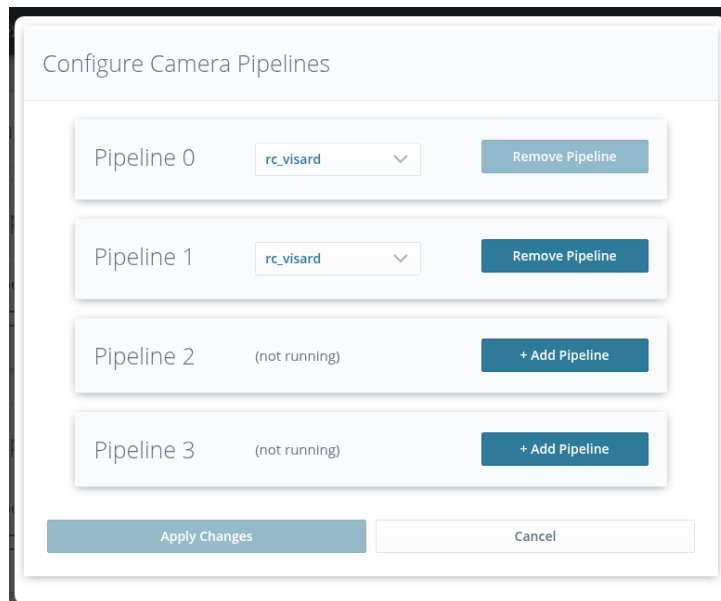 Configure Camera Pipelines
Pipeline 0 rc_visard Remove Pipeline
Pipeline 1 rc_visard Remove Pipeline
Pipeline 2 (not running) + Add Pipeline
Pipeline 3 (not running) + Add Pipeline
Apply Changes Cancel